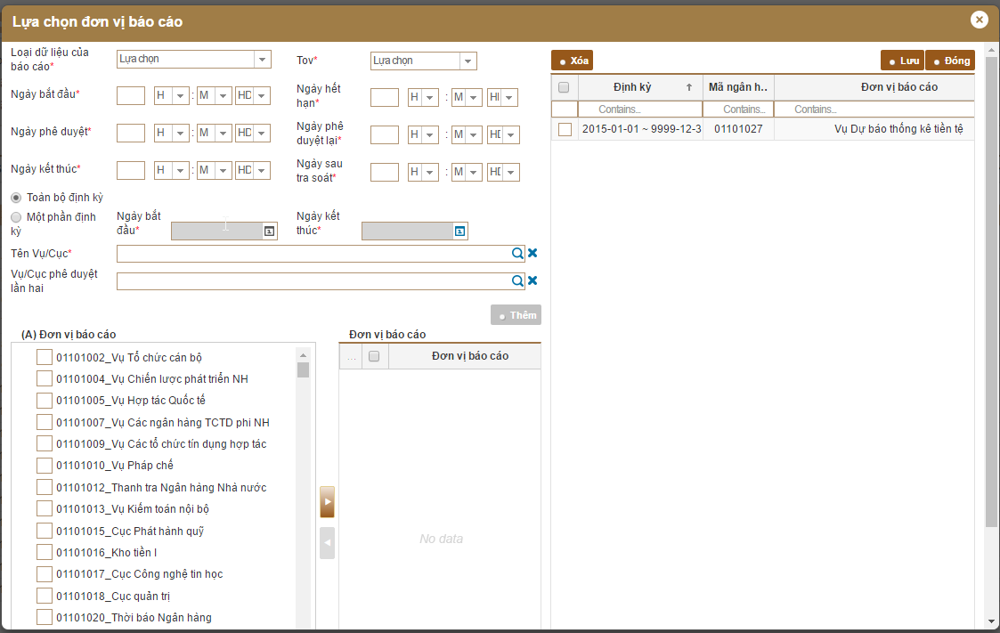 Lựa chọn đơn vị báo cáo
Loại dữ liệu của
báo cáo*
Lựa chọn
Tov*
Lựa chọn
Ngày bắt đầu*
H : M HD
Ngày hết
hạn*
H : M HI
Ngày phê duyệt*
H : M HD
Ngày phê
duyệt lại*
H : M HD
Ngày kết thúc*
H : M HD
Ngày sau
tra soát*
H : M HD
Toàn bộ định kỳ
Một phần định
kỳ
Ngày bắt
đầu*
Ngày kết
thúc*
Tên Vụ/Cục*
Vụ/Cục phê duyệt
lần hai
Thêm
(A) Đơn vị báo cáo
01101002_Vụ Tổ chức cán bộ
01101004_Vụ Chiến lược phát triển NH
01101005_Vụ Hợp tác Quốc tế
01101007_Vụ Các ngân hàng TCTD phi NH
01101009_Vụ Các tổ chức tín dụng hợp tác
01101010_Vụ Pháp chế
01101012_Thanh tra Ngân hàng Nhà nước
01101013_Vụ Kiểm toán nội bộ
01101015_Cục Phát hành quỹ
01101016_Kho tiền I
01101017_Cục Công nghệ tin học
01101018_Cục quản trị
01101020_Thời báo Ngân hàng
Đơn vị báo cáo
... Đơn vị báo cáo
No data
Xóa
Lưu
Đóng
Định kỳ ↑ Mã ngân h.. Đơn vị báo cáo
Contains... Contains... Contains...
2015-01-01 ~ 9999-12-3 01101027 Vụ Dự báo thống kê tiền tệ